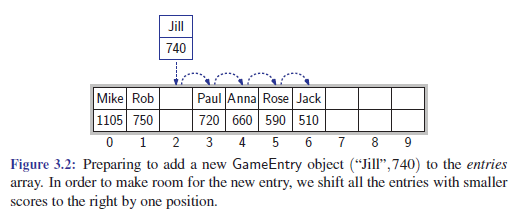 Jill
740
Mike Rob Paul Anna Rose Jack
1105 750 720 660 590 510
0 1 2 3 4 5 6 7 8 9
Figure 3.2: Preparing to add a new GameEntry object (“Jill”,740) to the entries
array. In order to make room for the new entry, we shift all the entries with smaller
scores to the right by one position.